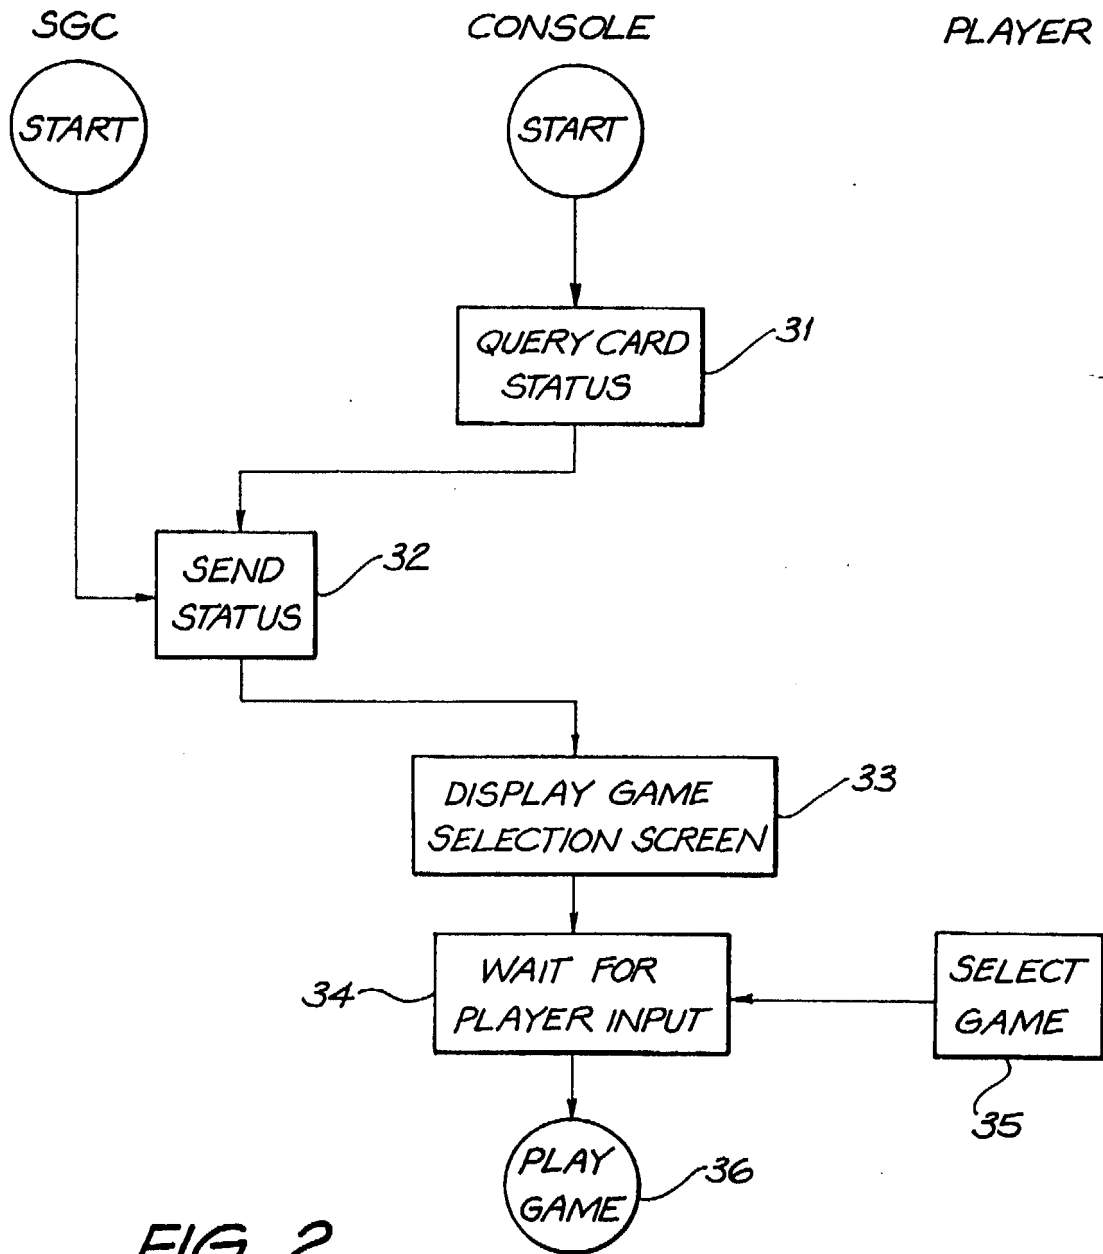 SGC
CONSOLE
PLAYER
START
START
QUERY CARD
STATUS
31
SEND
STATUS
32
DISPLAY GAME
SELECTION SCREEN
33
WAIT FOR
PLAYER INPUT
34
SELECT
GAME
35
PLAY
GAME
36
FIG. 2